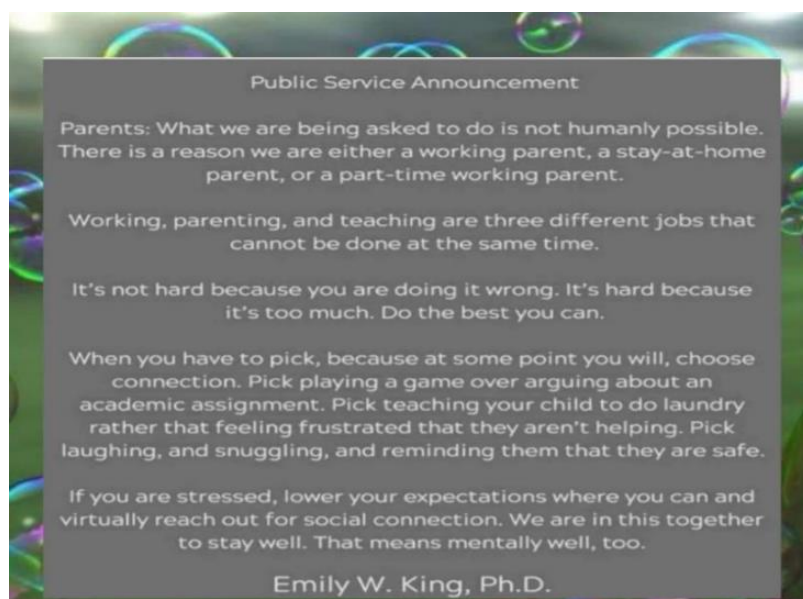 Public Service Announcement
Parents: What we are being asked to do is not humanly possible.
There is a reason we are either a working parent, a stay-at-home
parent, or a part-time working parent.
Working, parenting, and teaching are three different jobs that
cannot be done at the same time.
It's not hard because you are doing it wrong. It's hard because
it's too much. Do the best you can.
When you have to pick, because at some point you will, choose
connection. Pick playing a game over arguing about an
academic assignment. Pick teaching your child to do laundry
rather that feeling frustrated that they aren't helping. Pick
laughing, and snuggling, and reminding them that they are safe.
If you are stressed, lower your expectations where you can and
virtually reach out for social connection. We are in this together
to stay well. That means mentally well, too.
Emily W. King, Ph.D.